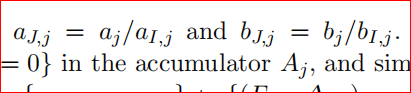 a_{J,j} = a_j/a_{I,j} and b_{J,j} = b_j/b_{I,j}.
= 0} in the accumulator A_j, and sim